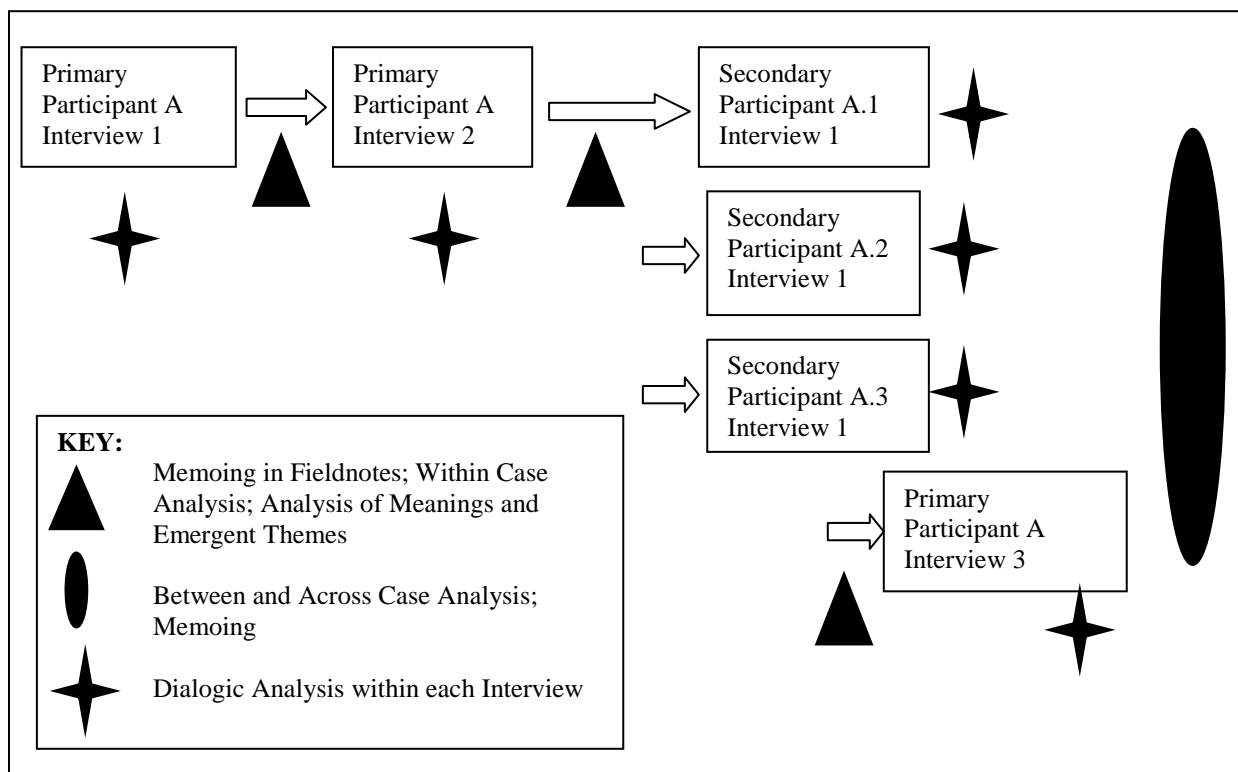 Primary
Participant A
Interview 1
Primary
Participant A
Interview 2
Secondary
Participant A.1
Interview 1
Secondary
Participant A.2
Interview 1
Secondary
Participant A.3
Interview 1
Primary
Participant A
Interview 3
KEY:
Memoing in Fieldnotes; Within Case
Analysis; Analysis of Meanings and
Emergent Themes
Between and Across Case Analysis;
Memoing
Dialogic Analysis within each Interview